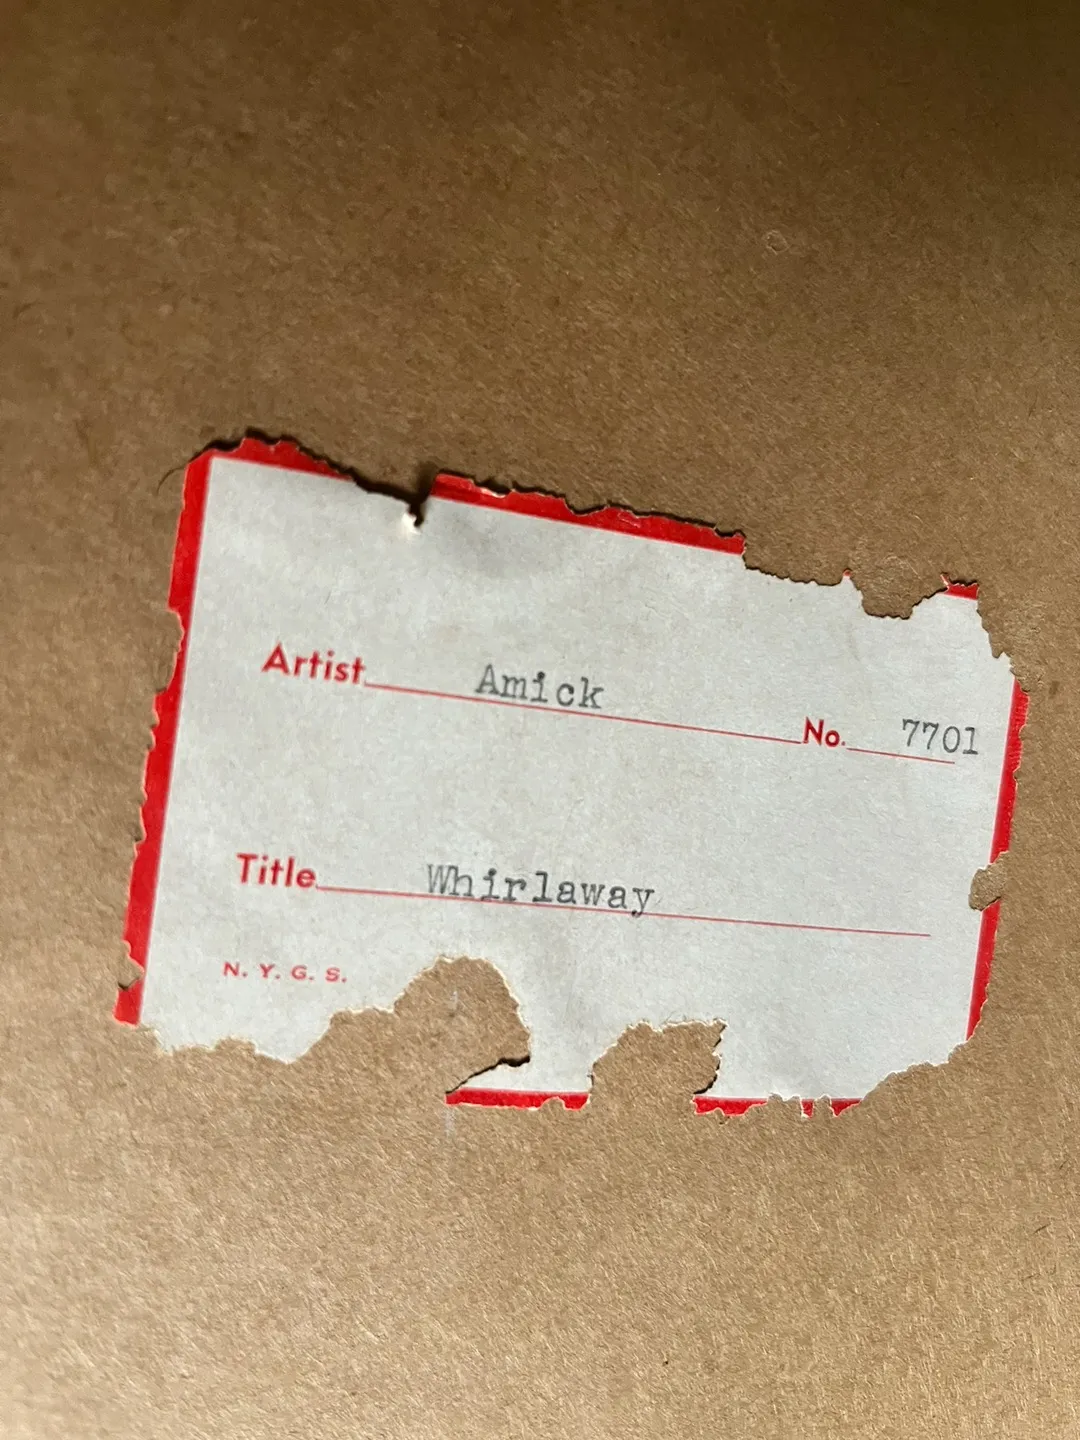 Artist Amick No. 7701
Title Whirlaway
N. Y. G. S.